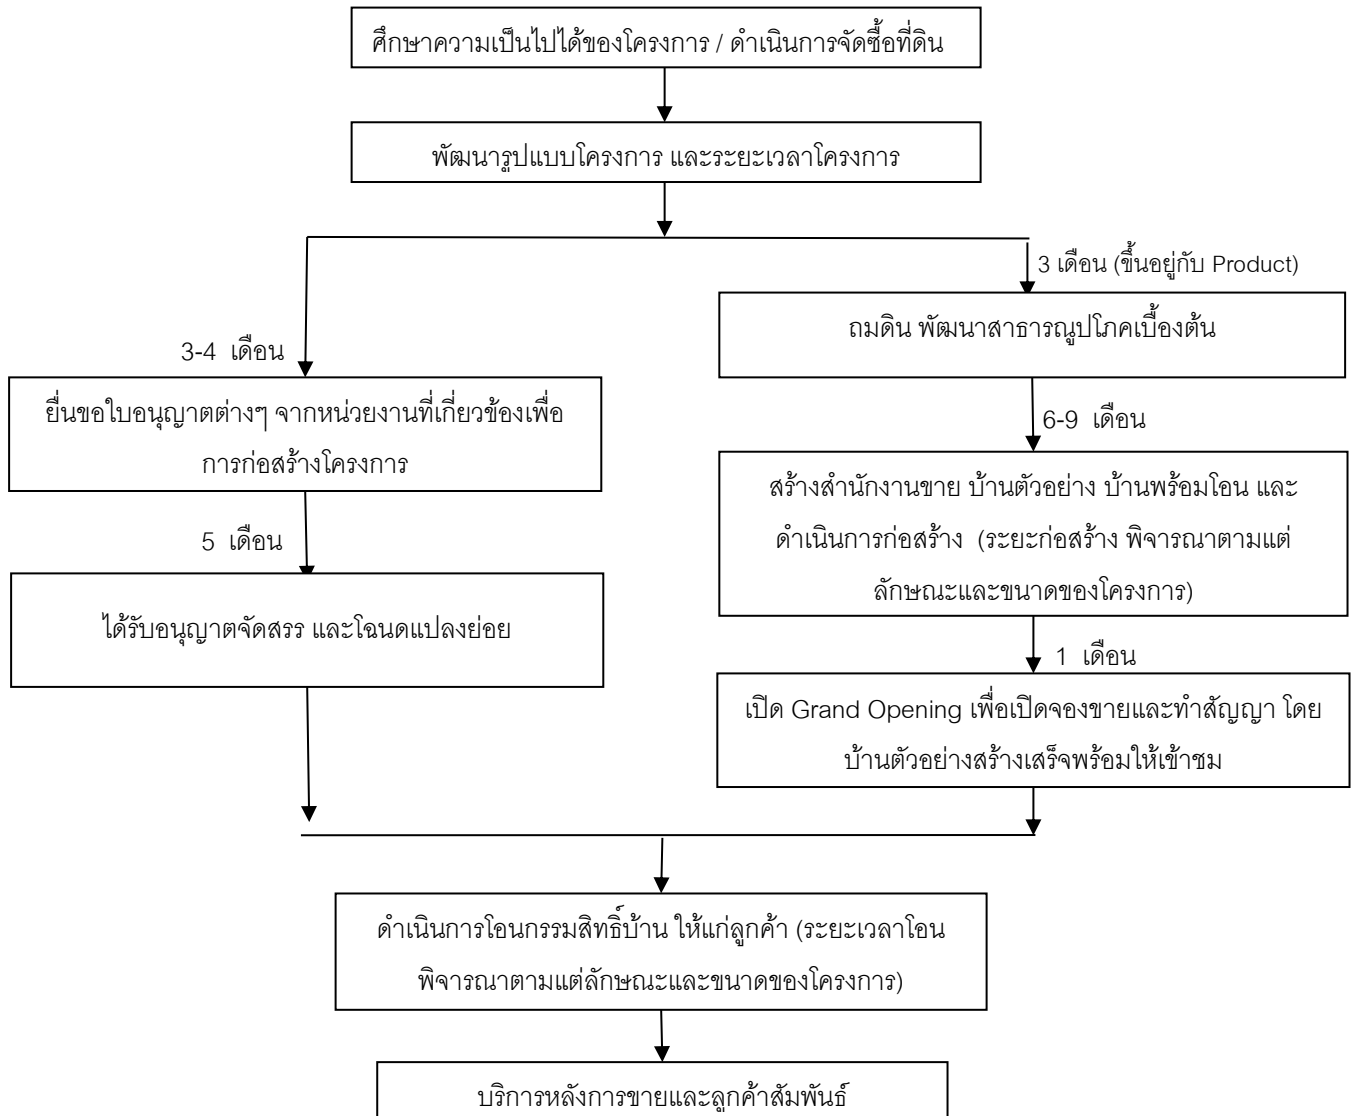 ศึกษาความเป็นไปได้ของโครงการ / ดำเนินการจัดซื้อที่ดิน
พัฒนารูปแบบโครงการ และระยะเวลาโครงการ
3 เดือน (ขึ้นอยู่กับ Product)
ถมดิน พัฒนาสาธารณูปโภคเบื้องต้น
3-4 เดือน
ยื่นขอใบอนุญาตต่างๆ จากหน่วยงานที่เกี่ยวข้องเพื่อ
การก่อสร้างโครงการ
6-9 เดือน
สร้างสำนักงานขาย บ้านตัวอย่าง บ้านพร้อมโอน และ
ดำเนินการก่อสร้าง (ระยะก่อสร้าง พิจารณาตามแต่
ลักษณะและขนาดของโครงการ)
5 เดือน
ได้รับอนุญาตจัดสรร และโฉนดแปลงย่อย
1 เดือน
เปิด Grand Opening เพื่อเปิดจองขายและทำสัญญา โดย
บ้านตัวอย่างสร้างเสร็จพร้อมให้เข้าชม
ดำเนินการโอนกรรมสิทธิ์บ้าน ให้แก่ลูกค้า (ระยะเวลาโอน
พิจารณาตามแต่ลักษณะและขนาดของโครงการ)
บริการหลังการขายและลูกค้าสัมพันธ์